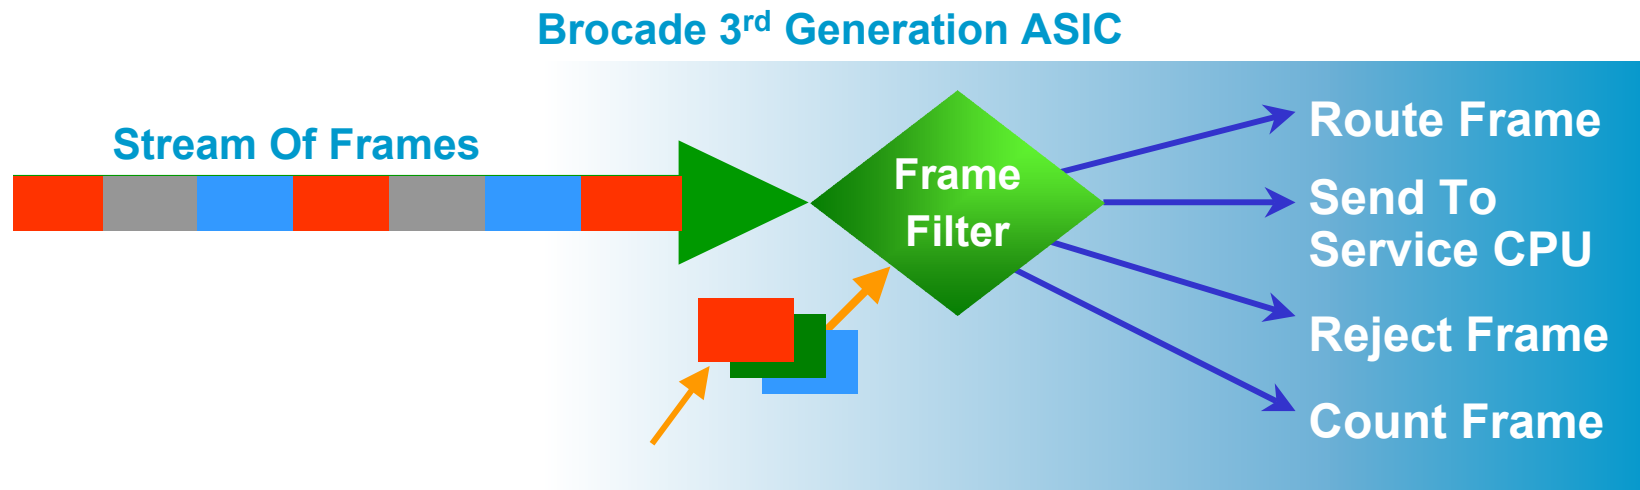 Brocade 3rd Generation ASIC
Stream Of Frames
Frame
Filter
Route Frame
Send To
Service CPU
Reject Frame
Count Frame